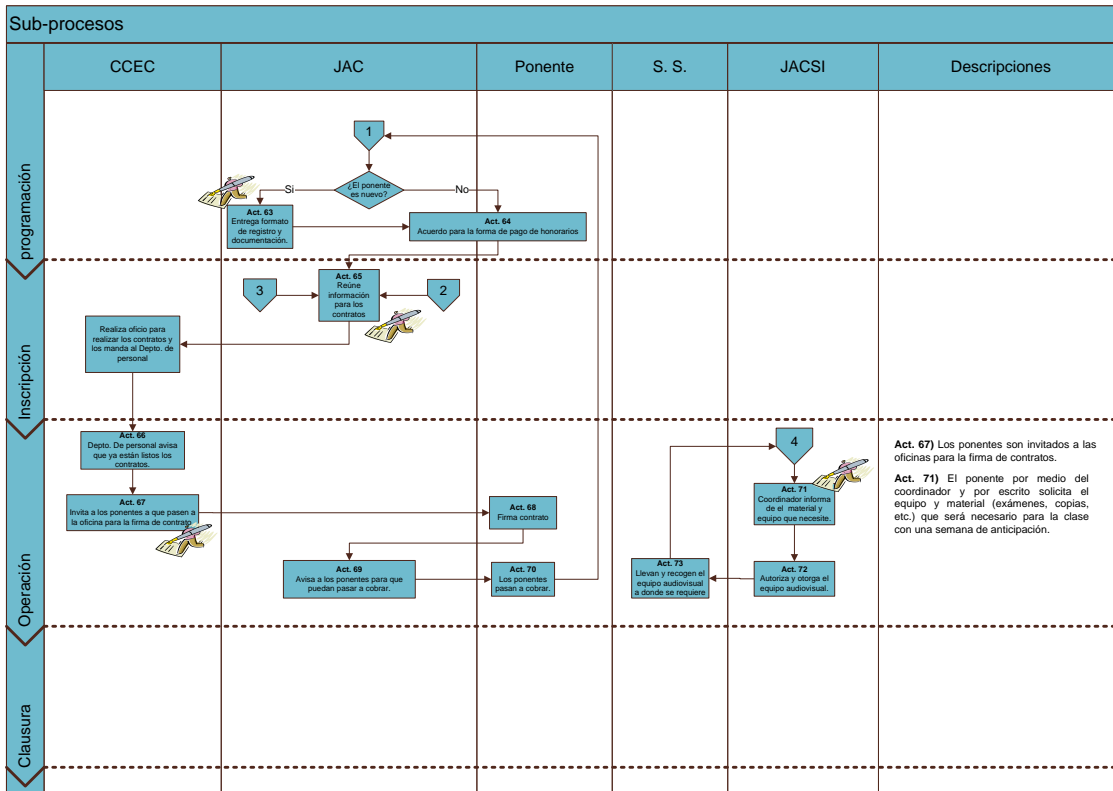 Sub-procesos
CCEC
JAC
Ponente
S. S.
JACSI
Descripciones
programación
1
¿El ponente
es nuevo?
Si
No
Act. 63
Entrega formato
de registro y
documentación.
Act. 64
Acuerdo para la forma de pago de honorarios
Inscripción
3
Act. 65
Reúne
información
para los
contratos
2
Realiza oficio para
realizar los contratos y
los manda al Depto. de
personal
Operación
Act. 66
Depto. De personal avisa
que ya están listos los
contratos.
Act. 67
Invita a los ponentes a que pasen a
la oficina para la firma de contrato
Act. 68
Firma contrato
Act. 69
Avisa a los ponentes para que
puedan pasar a cobrar.
Act. 70
Los ponentes
pasan a cobrar.
4
Act. 71
Coordinador informa
de el material y
equipo que necesite.
Act. 72
Autoriza y otorga el
equipo audiovisual.
Act. 73
Llevan y recogen el
equipo audiovisual
a donde se requiere
Act. 67) Los ponentes son invitados a las
oficinas para la firma de contratos.
Act. 71) El ponente por medio del
coordinador y por escrito solicita el
equipo y material (exámenes, copias,
etc.) que será necesario para la clase
con una semana de anticipación.
Clausura